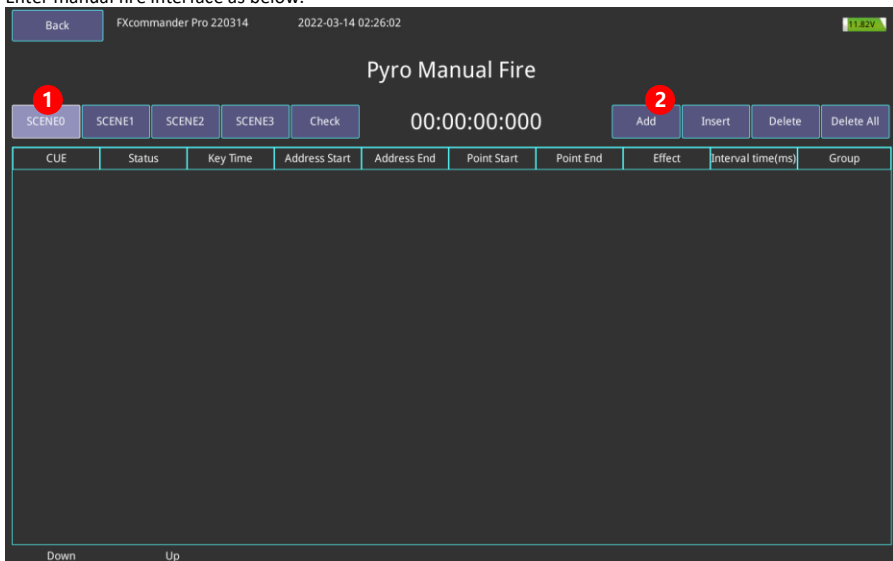 Enter manual fire interface as below:
Back FXcommander Pro 220314 2022-03-14 02:26:02 11.82V
Pyro Manual Fire
1 2
SCENE0 SCENE1 SCENE2 SCENE3 Check 00:00:00:000 Add Insert Delete Delete All
CUE Status Key Time Address Start Address End Point Start Point End Effect Interval time(ms) Group
Down Up